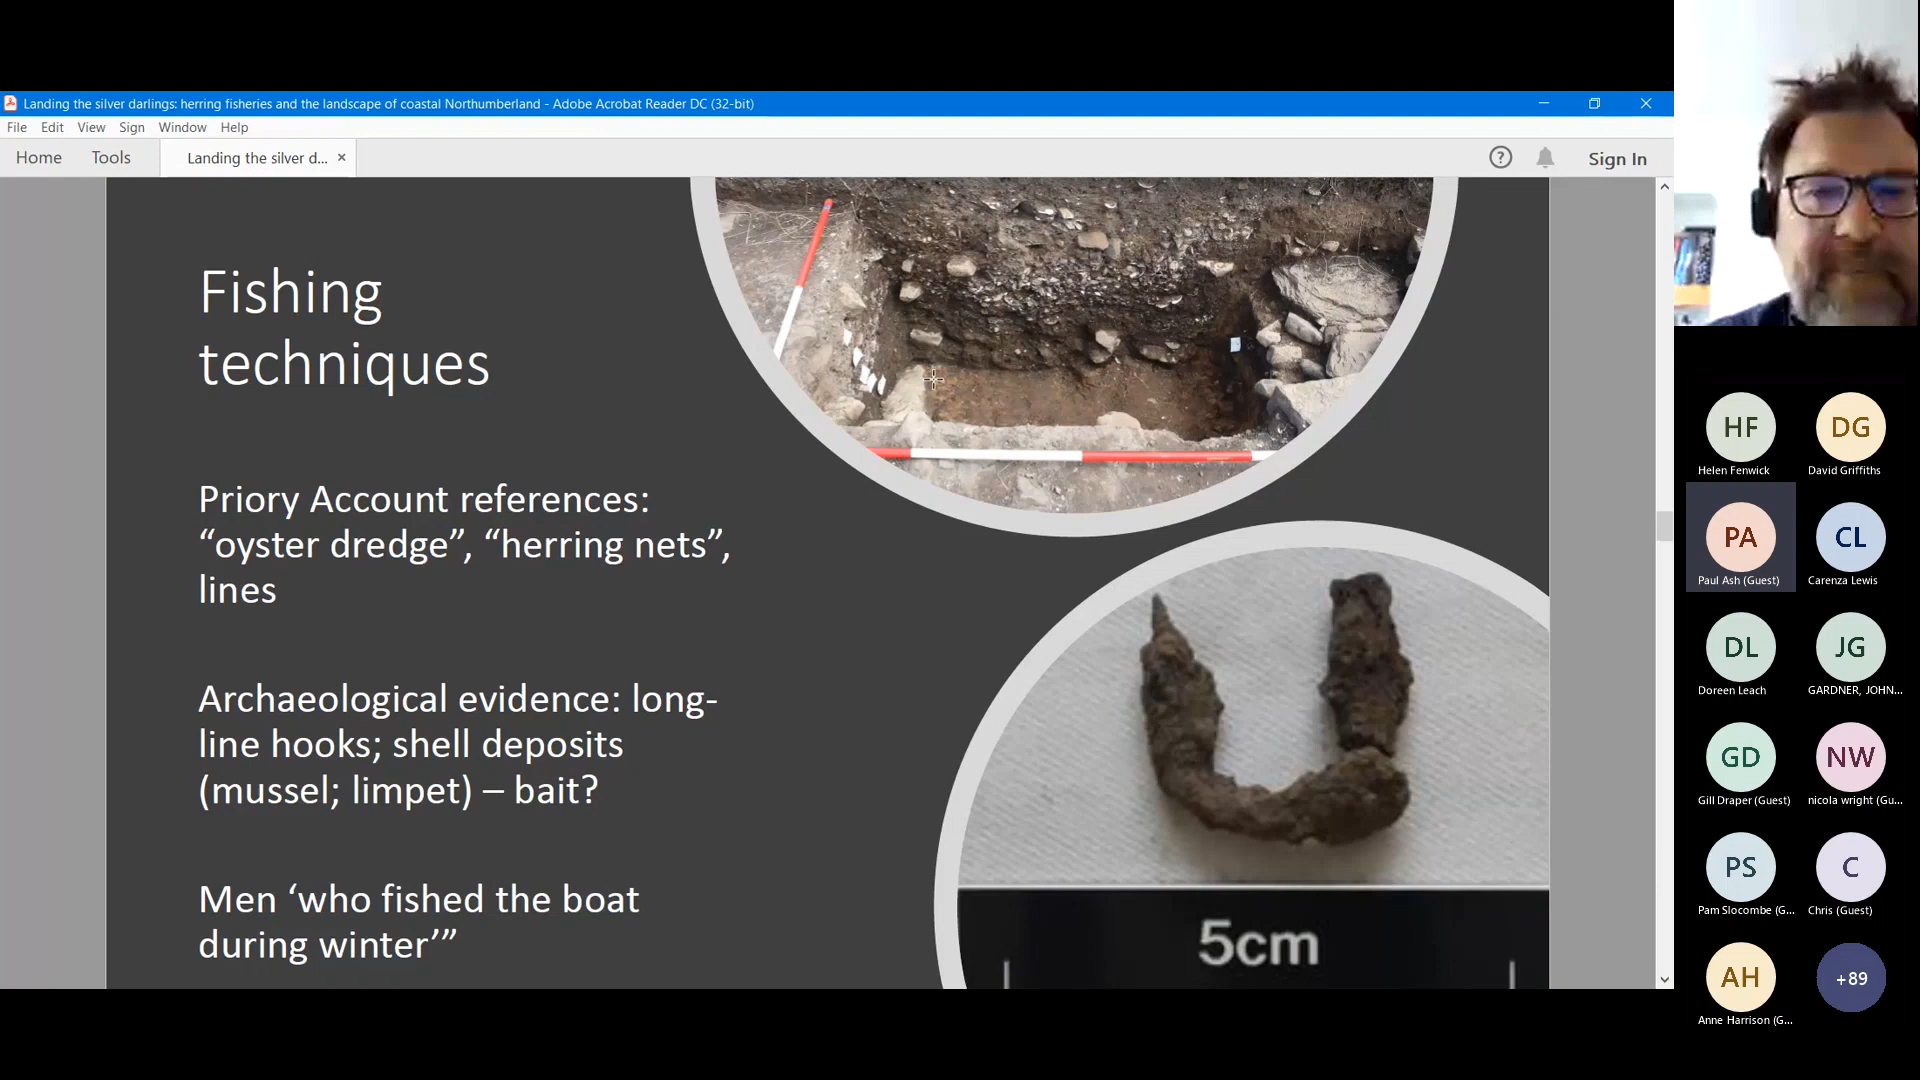 Landing the silver darlings: herring fisheries and the landscape of coastal Northumberland - Adobe Acrobat Reader DC (32-bit)
File Edit View Sign Window Help
Home Tools Landing the silver d... × ? Sign In
Fishing
techniques
Priory Account references:
“oyster dredge”, “herring nets”,
lines
Archaeological evidence: long-
line hooks; shell deposits
(mussel; limpet) – bait?
Men ‘who fished the boat
during winter’”
5cm
HF DG
Helen Fenwick David Griffiths
PA CL
Paul Ash (Guest) Carenza Lewis
DL JG
Doreen Leach GARDNER, JOHN...
GD NW
Gill Draper (Guest) nicola wright (Gu...
PS C
Pam Slocombe (G... Chris (Guest)
AH +89
Anne Harrison (G...